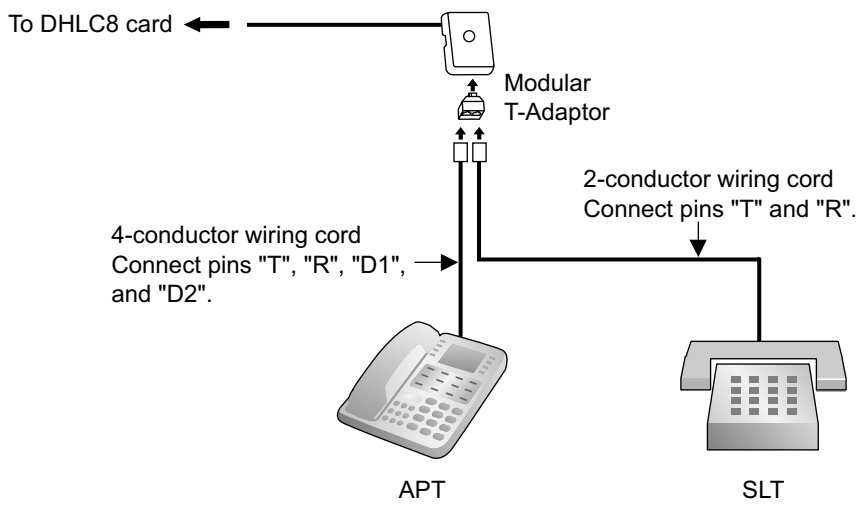 To DHLC8 card
Modular
T-Adaptor
2-conductor wiring cord
Connect pins "T" and "R".
4-conductor wiring cord
Connect pins "T", "R", "D1",
and "D2".
APT
SLT